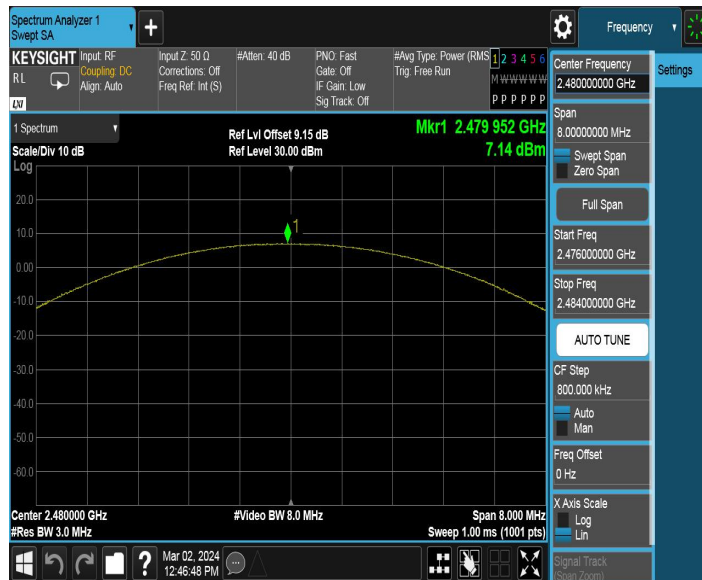 Spectrum Analyzer 1
Swept SA
+
Frequency
KEYSIGHT
Input: RF
Input Z: 50 Ω
#Atten: 40 dB
PNO: Fast
#Avg Type: Power (RMS
1 2 3 4 5 6
RL
Coupling: DC
Corrections: Off
Gate: Off
Trig: Free Run
M W W W W W
Align: Auto
Freq Ref: Int (S)
IF Gain: Low
Sig Track: Off
P P P P P P
LXI
1 Spectrum
Ref Lvl Offset 9.15 dB
Mkr1 2.479 952 GHz
Scale/Div 10 dB
Ref Level 30.00 dBm
7.14 dBm
Log
20.0
10.0
0.00
-10.0
-20.0
-30.0
-40.0
-50.0
-60.0
1
Center 2.480000 GHz
#Video BW 8.0 MHz
Span 8.000 MHz
#Res BW 3.0 MHz
Sweep 1.00 ms (1001 pts)
?
Mar 02, 2024
12:46:48 PM
Center Frequency
2.480000000 GHz
Settings
Span
8.00000000 MHz
Swept Span
Zero Span
Full Span
Start Freq
2.476000000 GHz
Stop Freq
2.484000000 GHz
AUTO TUNE
CF Step
800.000 kHz
Auto
Man
Freq Offset
0 Hz
X Axis Scale
Log
Lin
Signal Track
(Span Zoom)